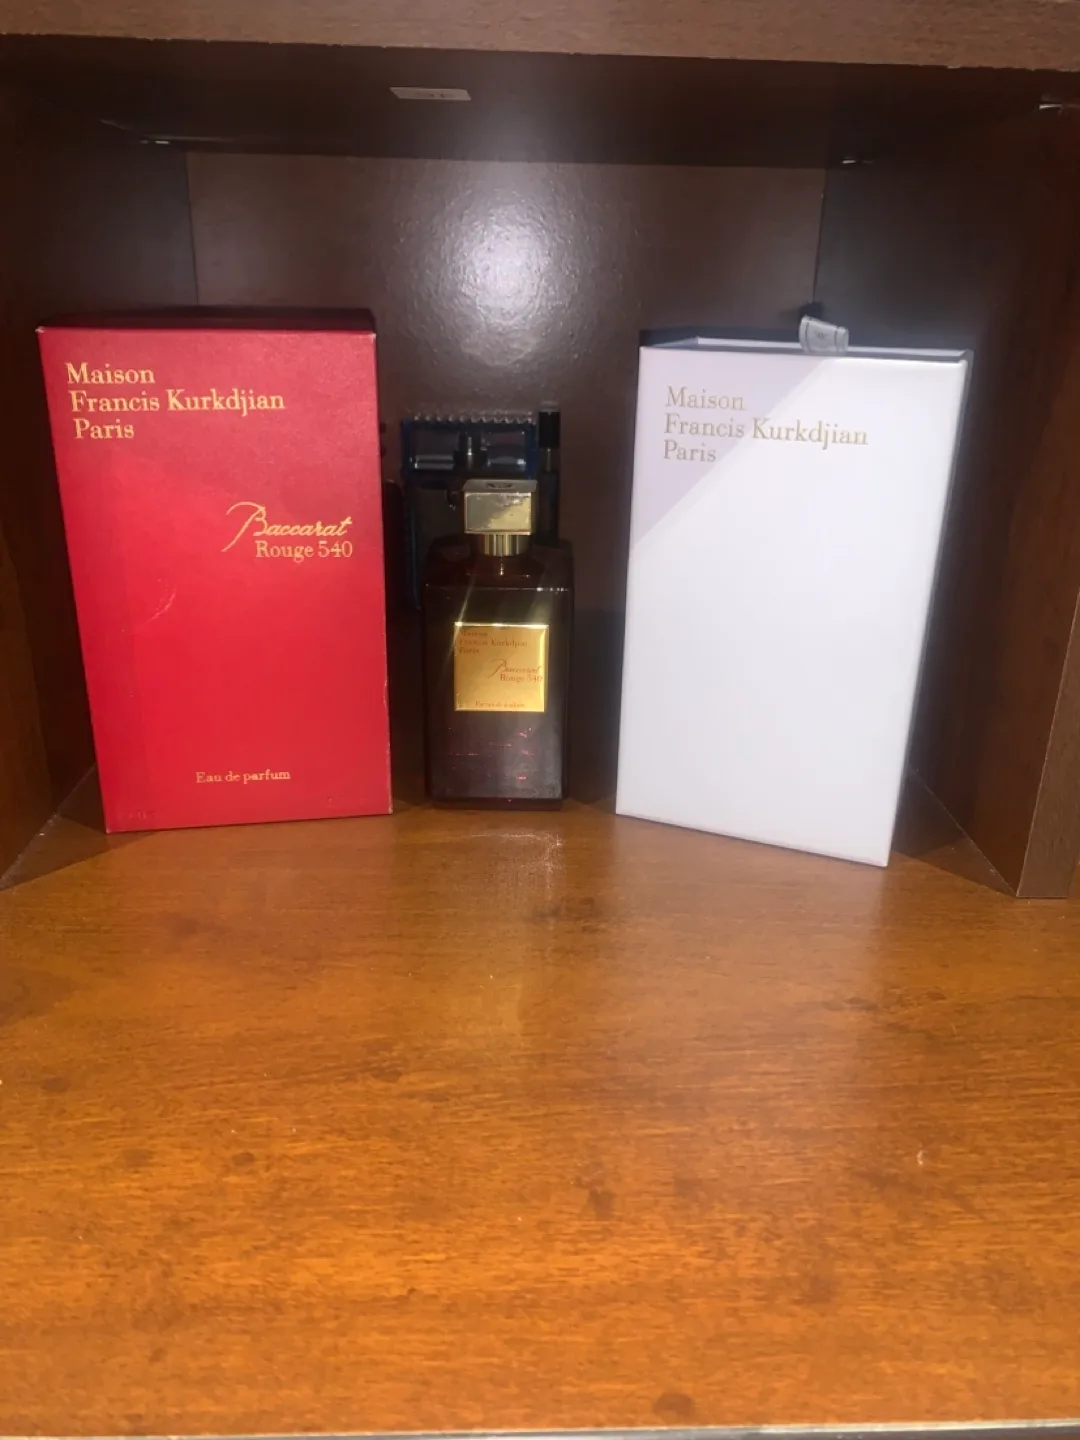 Maison
Francis Kurkdjian
Paris
Baccarat
Rouge 540
Eau de parfum
Maison
Francis Kurkdjian
Paris
Baccarat
Rouge 540
Maison
Francis Kurkdjian
Paris